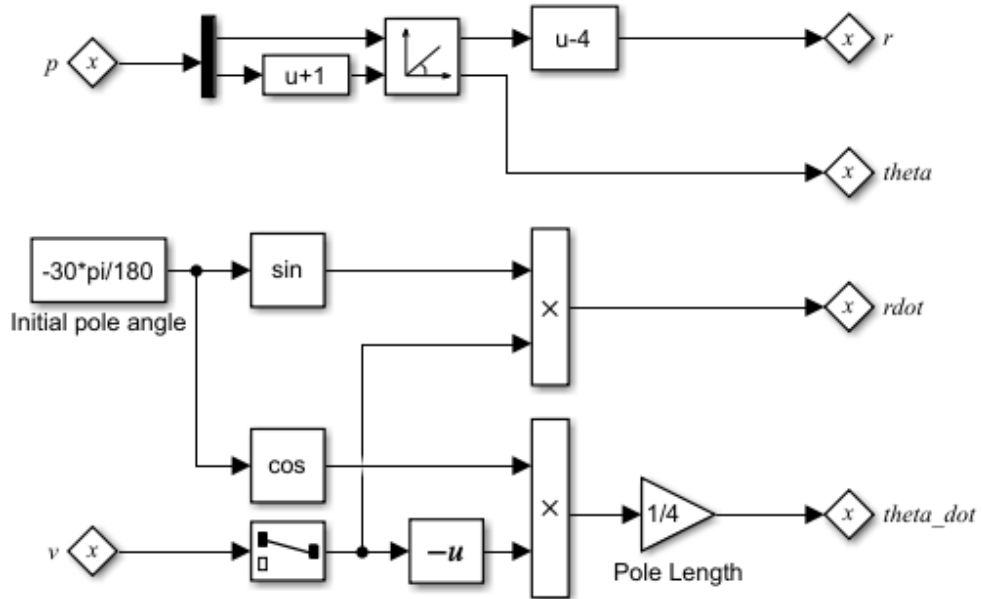 p
x
u+1
u-4
x
r
x
theta
-30*pi/180
Initial pole angle
sin
×
x
rdot
cos
v
x
-u
×
1/4
Pole Length
x
theta_dot